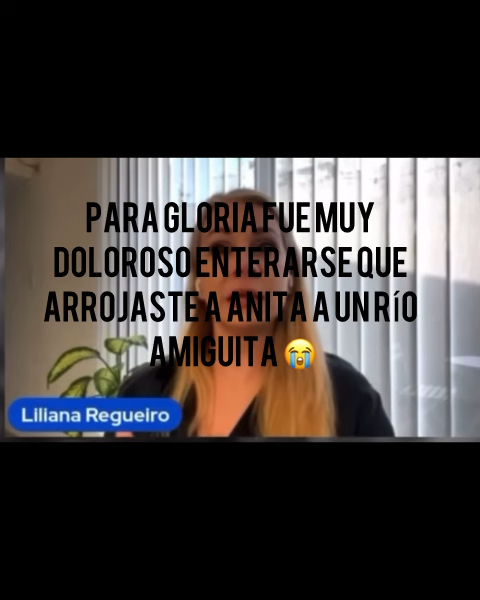 PARA GLORIA FUE MUY
DOLOROSO ENTERARSE QUE
ARROJASTE A ANITA A UN RÍO
AMIGUITA 😭
Liliana Regueiro